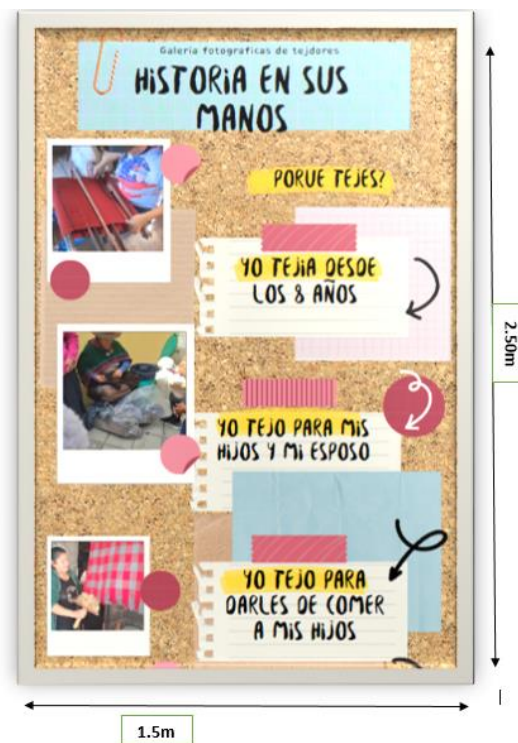 Galeria fotograficas de tejdores
HiSTORiA EN SUS
MANOS
PORUE TEJES?
YO TEJiA DESDE
LOS 8 AÑOS
YO TEJO PARA MiS
HiJOS Y Mi ESPOSO
YO TEJO PARA
DARLES DE COMER
A MiS HiJOS
2.50m
1.5m